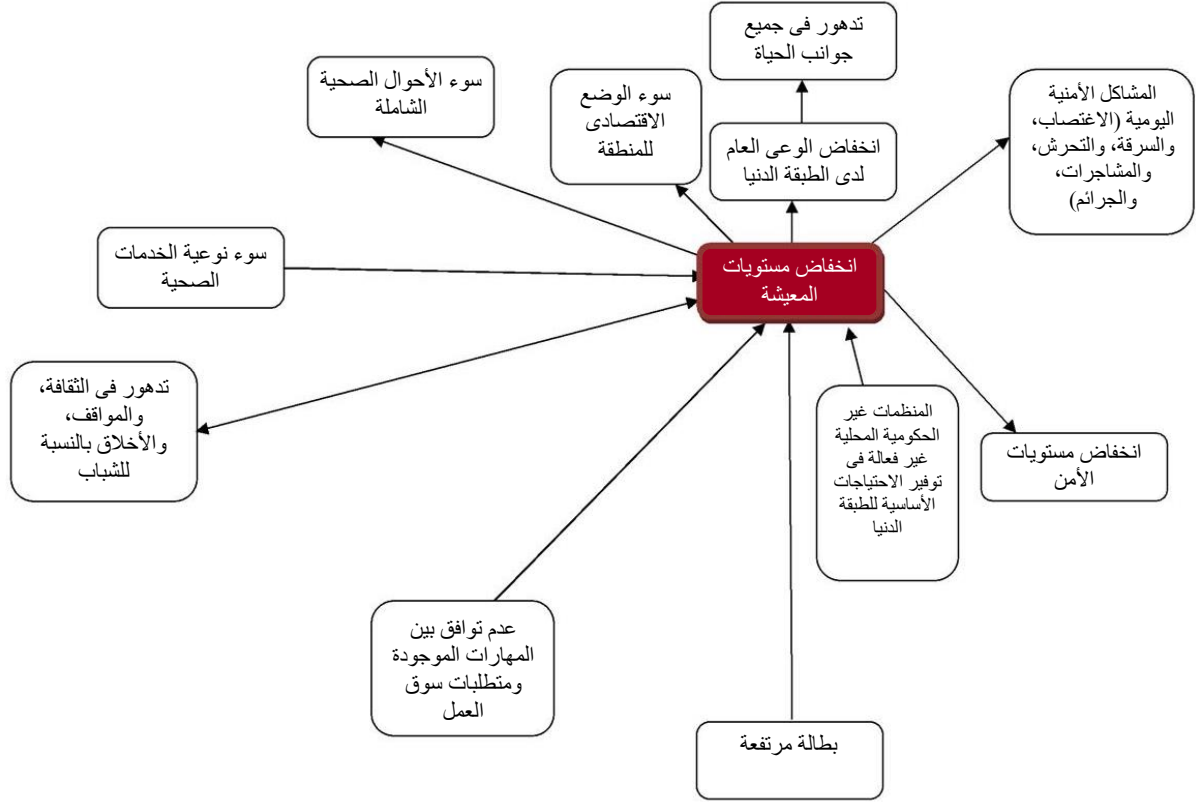 تدهور فى جميع
جوانب الحياة
سوء الأحوال الصحية
الشاملة
سوء الوضع
الاقتصادى
للمنطقة
انخفاض الوعى العام
لدى الطبقة الدنيا
المشاكل الأمنية
اليومية (الاغتصاب،
والسرقة، والتحرش،
والمشاجرات،
والجرائم)
سوء نوعية الخدمات
الصحية
انخفاض مستويات
المعيشة
تدهور فى الثقافة،
والمواقف،
والأخلاق بالنسبة
للشباب
المنظمات غير
الحكومية المحلية
غير فعالة فى
توفير الاحتياجات
الأساسية للطبقة
الدنيا
انخفاض مستويات
الأمن
عدم توافق بين
المهارات الموجودة
ومتطلبات سوق
العمل
بطالة مرتفعة